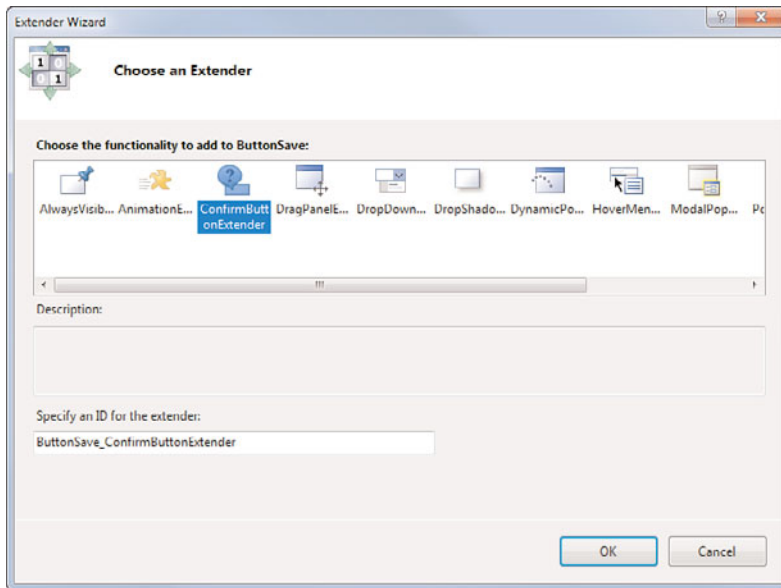 Extender Wizard
Choose an Extender
Choose the functionality to add to ButtonSave:
AlwaysVisib... AnimationE... ConfirmButt DragPanelE... DropDown... DropShado... DynamicPo... HoverMen... ModalPop... Pc
onExtender
Description:
Specify an ID for the extender:
ButtonSave_ConfirmButtonExtender
OK Cancel